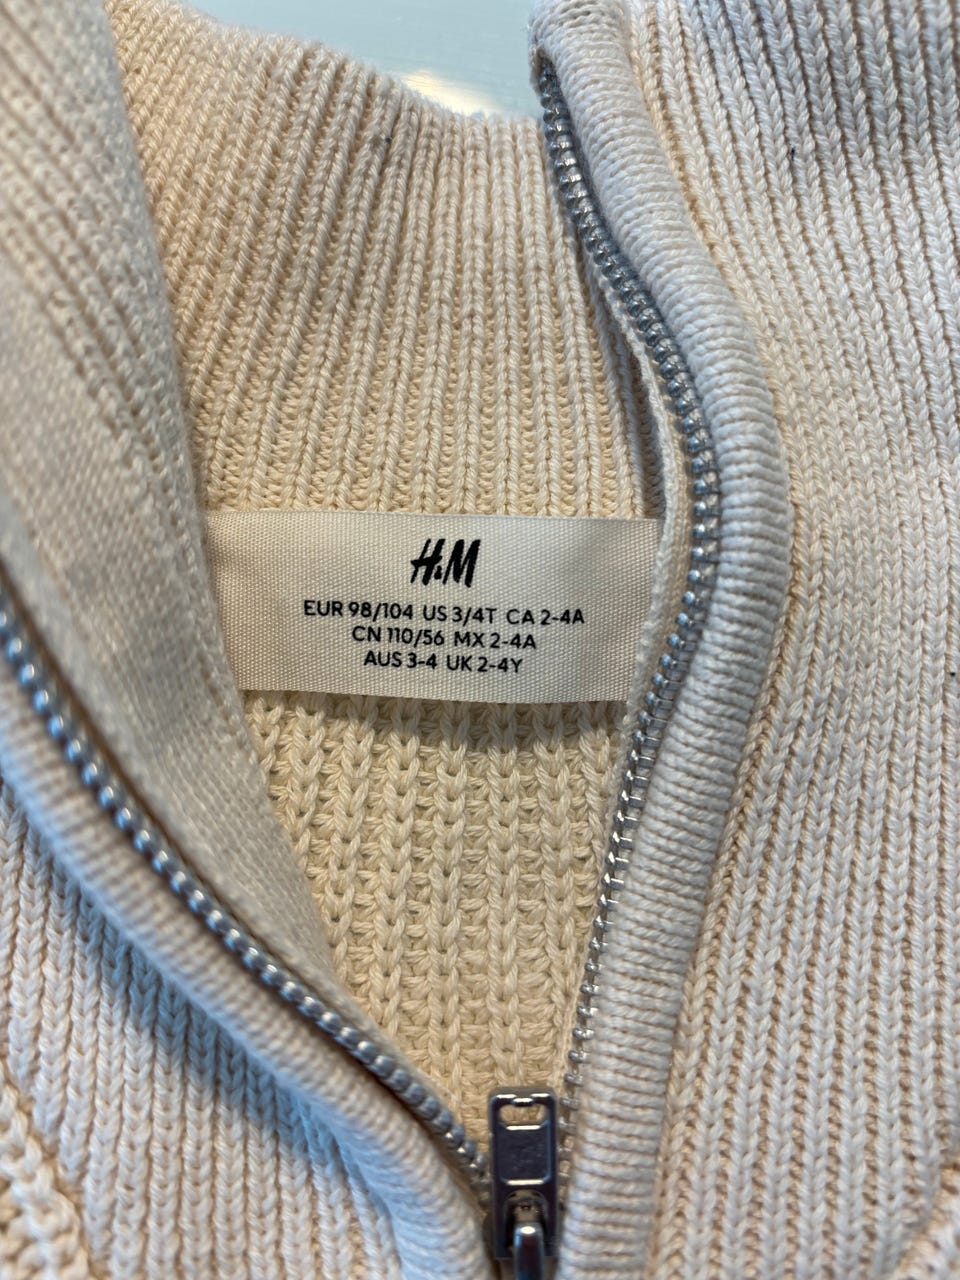 H&M
EUR 98/104 US 3/4T CA 2-4A
CN 110/56 MX 2-4A
AUS 3-4 UK 2-4Y